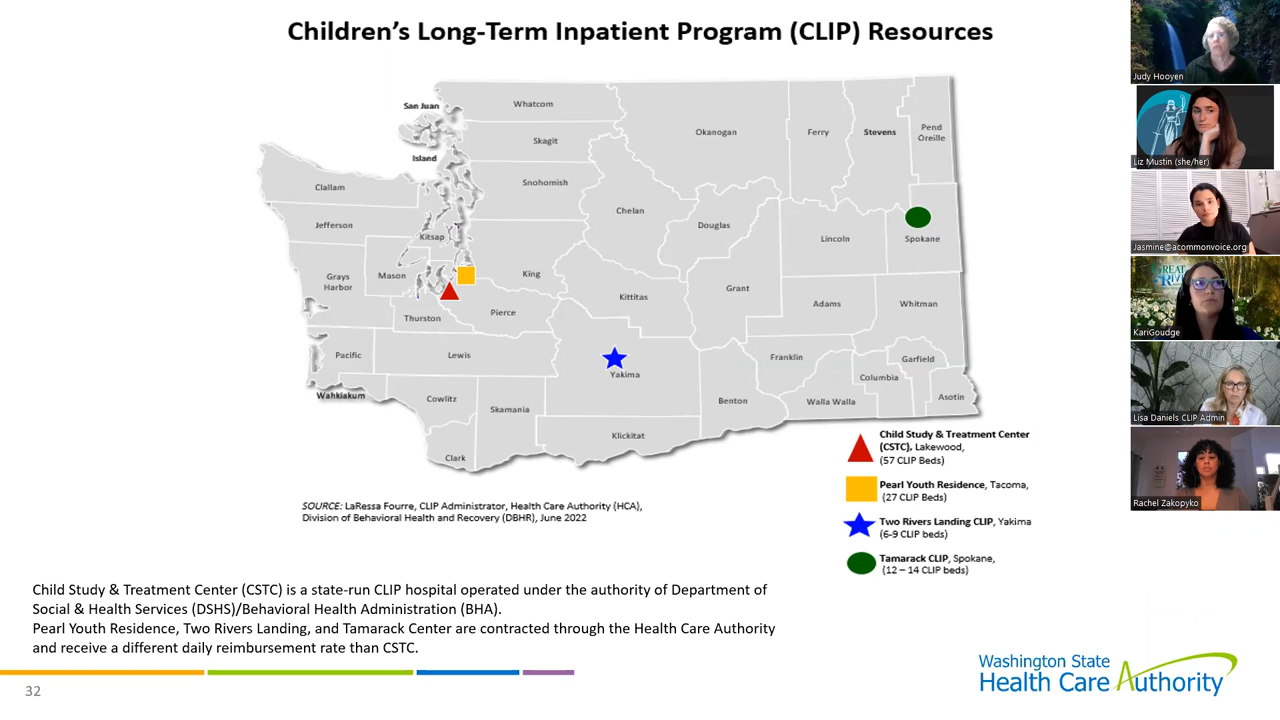 Children's Long-Term Inpatient Program (CLIP) Resources
San Juan
Whatcom
Okanogan
Ferry
Stevens
Pend
Oreille
Skagit
Island
Clallam
Snohomish
Chelan
Jefferson
Kitsap
Douglas
Lincoln
Spokane
Grays
Harbor
Mason
King
Kittitas
Grant
Adams
Whitman
Thurston
Pierce
Pacific
Lewis
Yakima
Franklin
Garfield
Columbia
Wahkiakum
Cowlitz
Skamania
Benton
Walla Walla
Asotin
Klickitat
Clark
Child Study & Treatment Center
(CSTC), Lakewood,
(57 CLIP Beds)
Pearl Youth Residence, Tacoma,
(27 CLIP Beds)
Two Rivers Landing CLIP, Yakima
(6-9 CLIP beds)
Tamarack CLIP, Spokane,
(12 – 14 CLIP beds)
SOURCE: LaRessa Fourre, CLIP Administrator, Health Care Authority (HCA),
Division of Behavioral Health and Recovery (DBHR), June 2022
Child Study & Treatment Center (CSTC) is a state-run CLIP hospital operated under the authority of Department of
Social & Health Services (DSHS)/Behavioral Health Administration (BHA).
Pearl Youth Residence, Two Rivers Landing, and Tamarack Center are contracted through the Health Care Authority
and receive a different daily reimbursement rate than CSTC.
32
Washington State
Health Care Authority
Judy Hooyen
Liz Mustin (she/her)
Jasmine@acommonvoice.org
GREAT
KariGoudge
Lisa Daniels CLIP Admin
Rachel Zakopyko